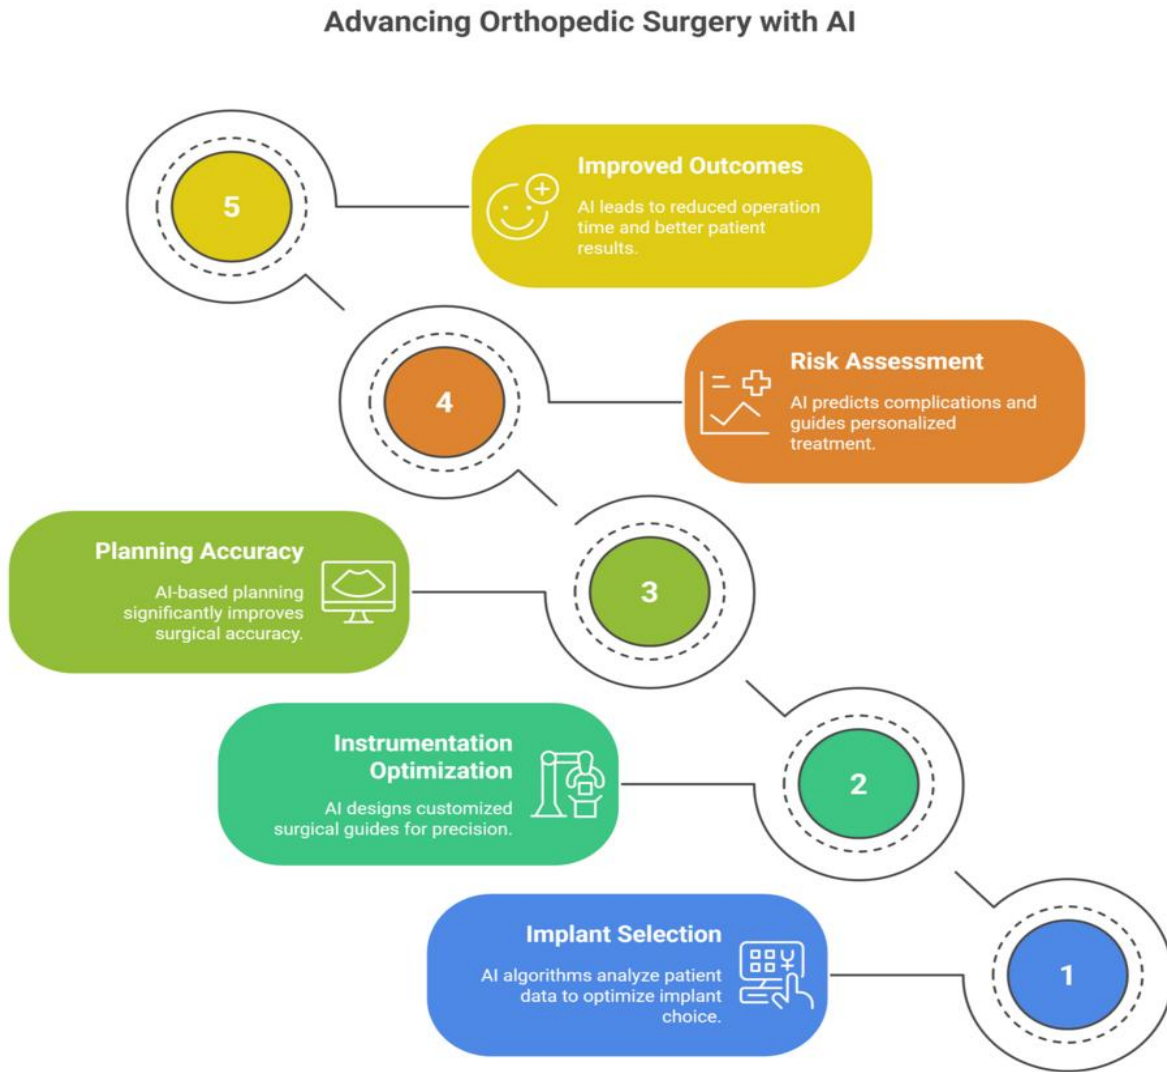 Advancing Orthopedic Surgery with AI
5
Improved Outcomes
AI leads to reduced operation
time and better patient
results.
4
Risk Assessment
AI predicts complications and
guides personalized
treatment.
Planning Accuracy
AI-based planning
significantly improves
surgical accuracy.
3
Instrumentation
Optimization
AI designs customized
surgical guides for precision.
2
Implant Selection
AI algorithms analyze patient
data to optimize implant
choice.
1